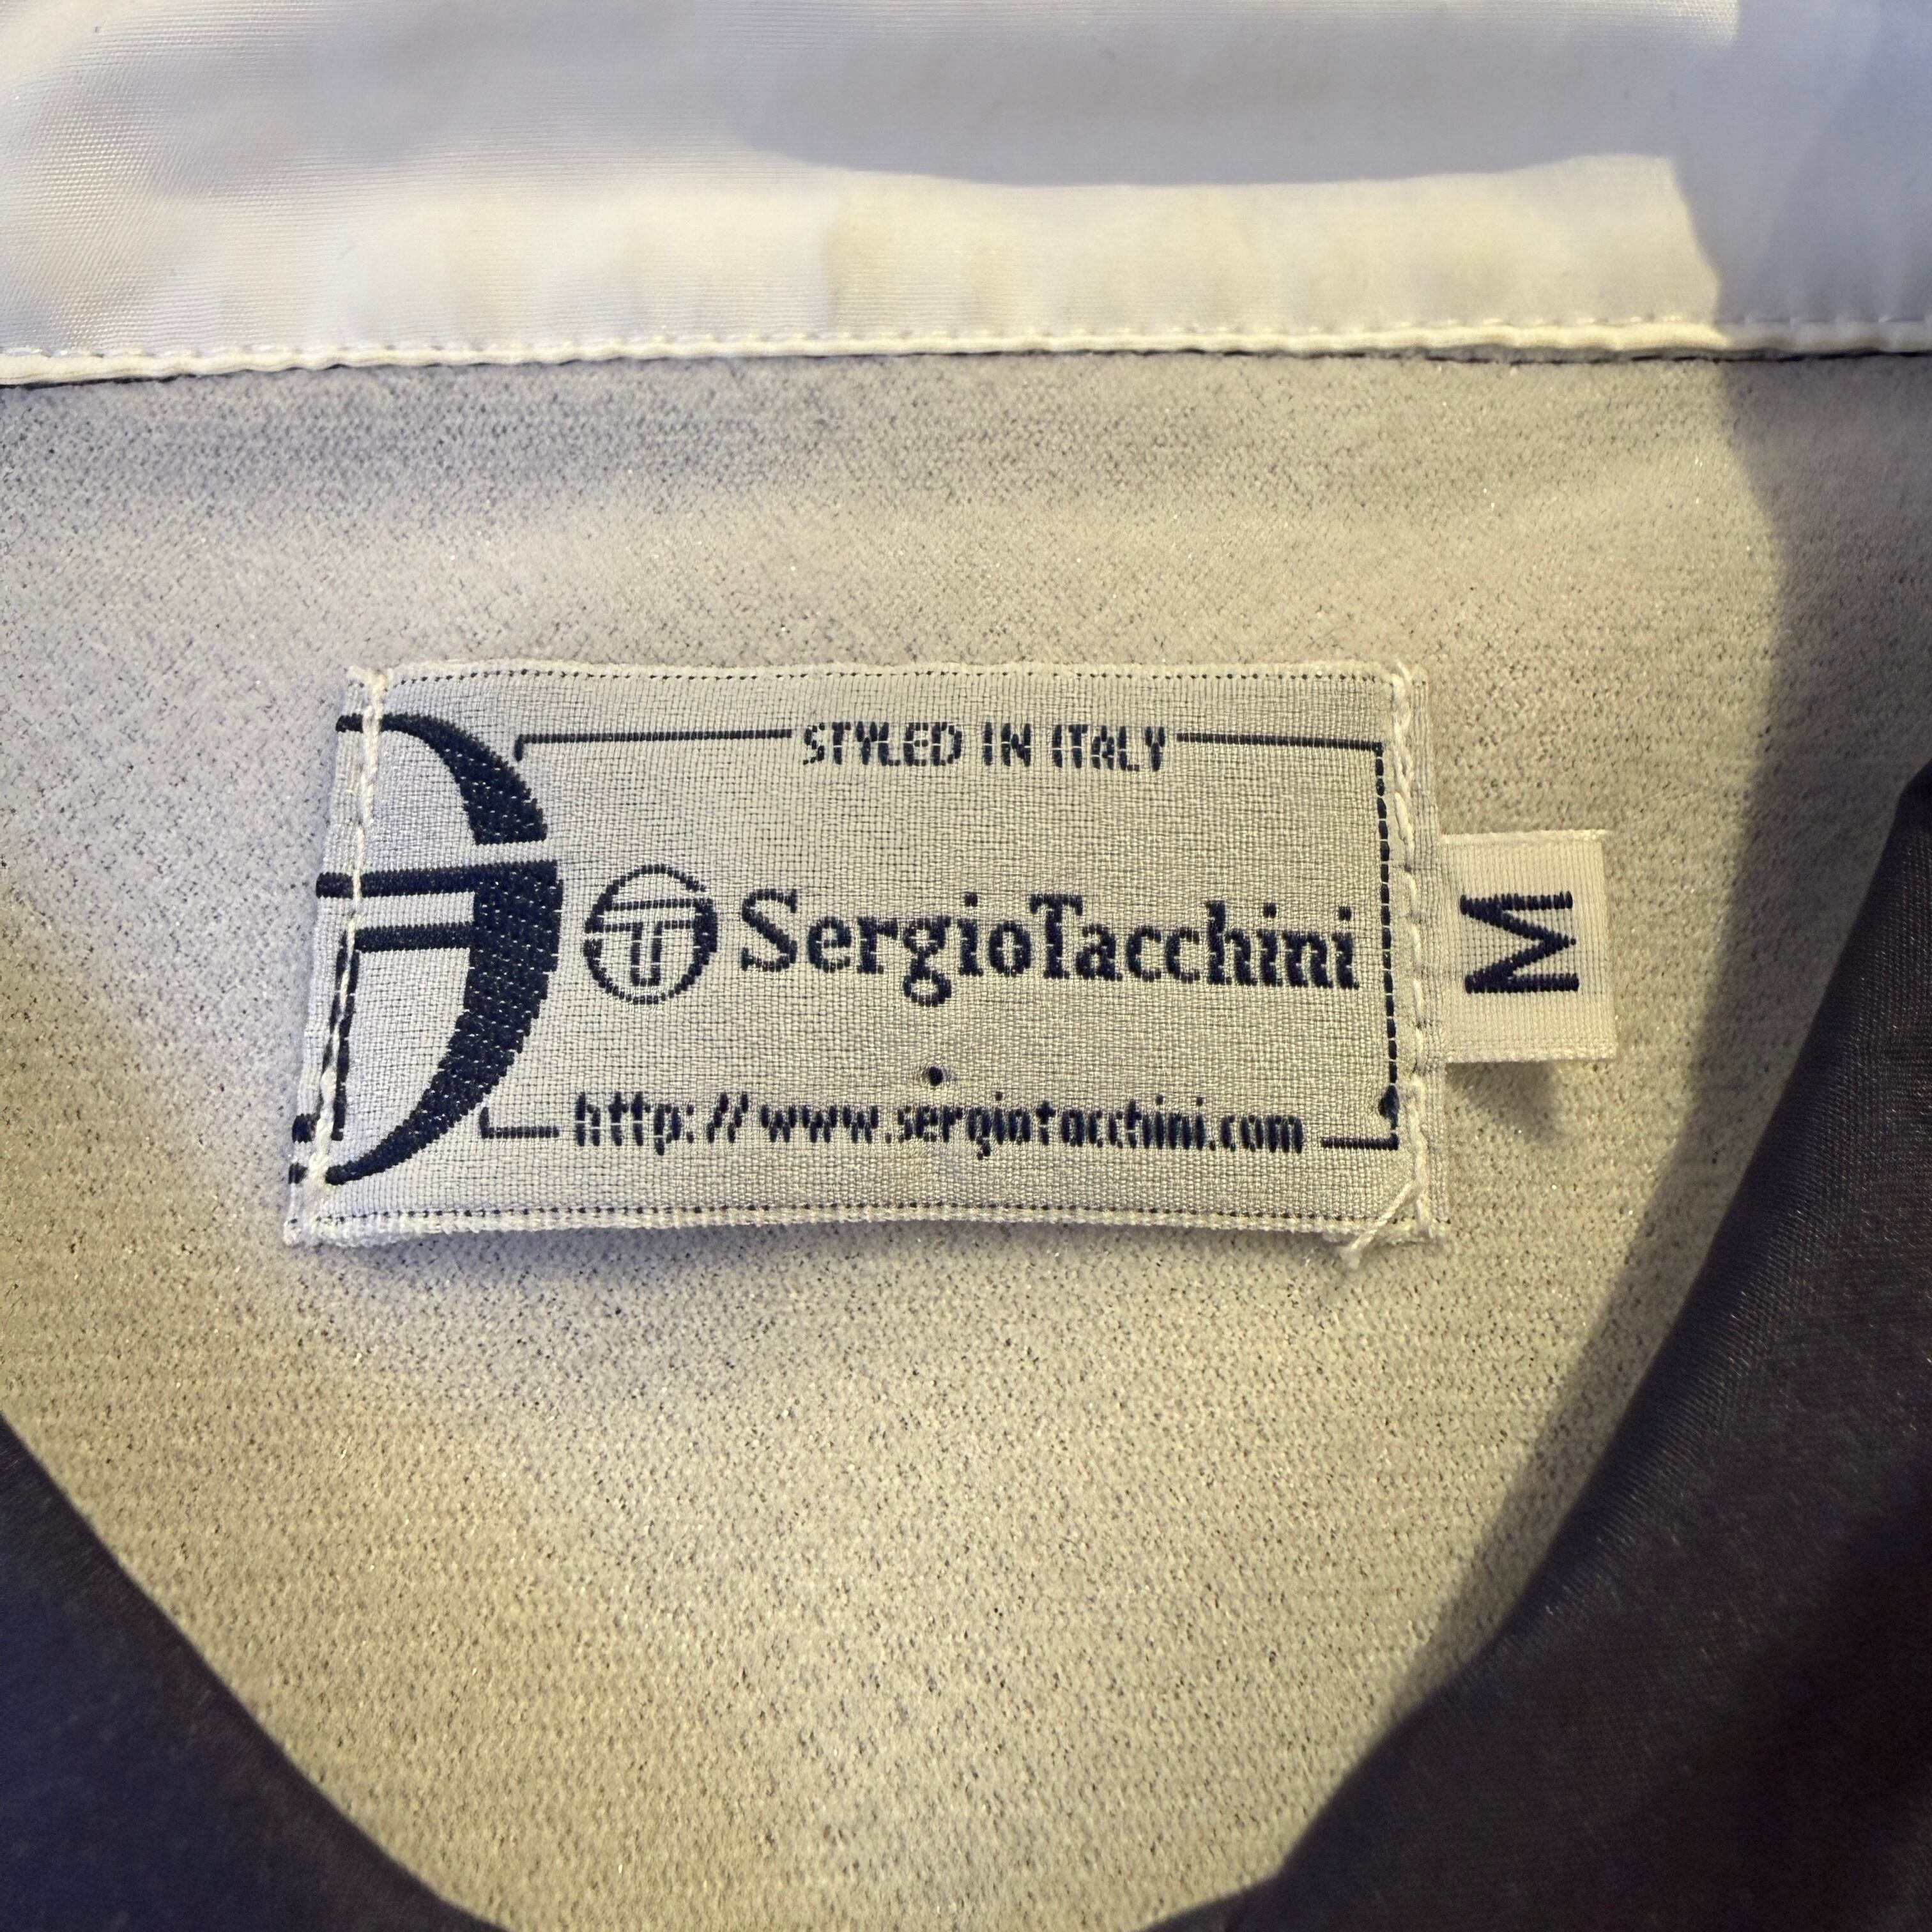 STYLED IN ITALY
SergioTacchini
M
http://www.sergiotacchini.com